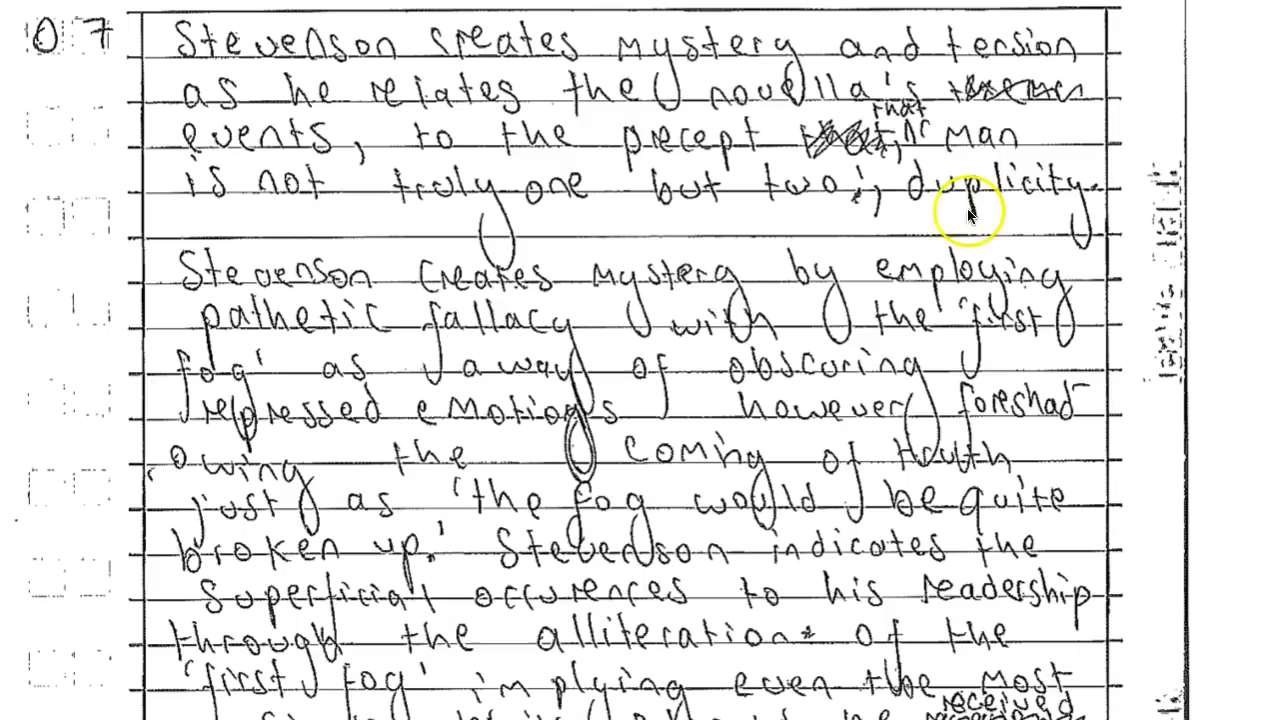 07 Stevenson creates mystery and tension
as he relates the novella's
events, to the precept that, 'Man
is not truly one but two', duplicity.
Stevenson creates mystery by employing
pathetic fallacy with the 'first
fog' as a way of obscuring
repressed emotions however foreshad-
owing the coming of truth
just as 'the fog would be quite
broken up.' Stevenson indicates the
superficial occurences to his readership
through the alliteration of the
'first fog' implying even the most
received